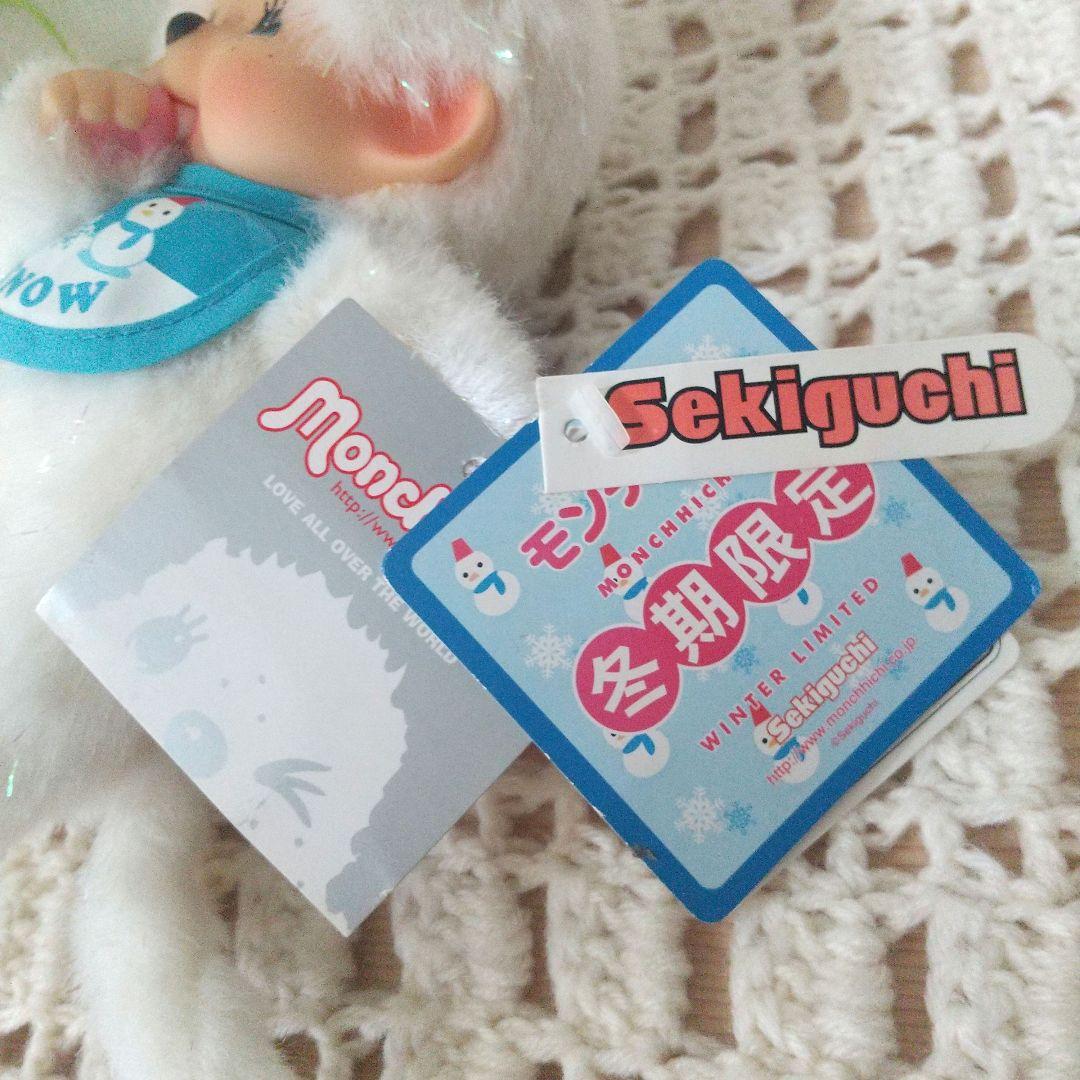 NOW
Monch
http://ww
LOVE ALL OVER THE WORLD
Sekiguchi
モン
MONCHHICH
冬期限定
WINTER LIMITED
Sekiguchi
http://www.monchhichi.co.jp
©Sekiguchi